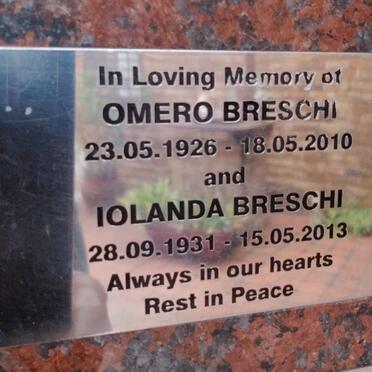 In Loving Memory of
OMERO BRESCHI
23.05.1926 - 18.05.2010
and
IOLANDA BRESCHI
28.09.1931 - 15.05.2013
Always in our hearts
Rest in Peace